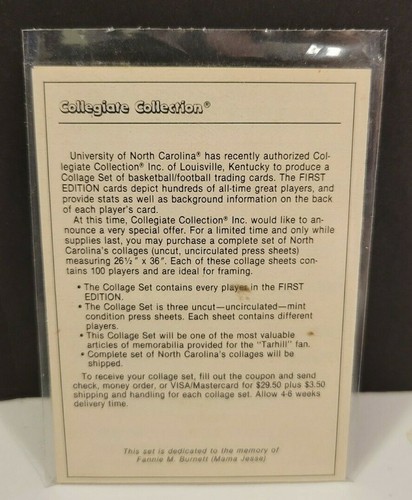 Collegiate Collection®
University of North Carolina® has recently authorized Col-
legiate Collection® Inc. of Louisville, Kentucky to produce a
Collage Set of basketball/football trading cards. The FIRST
EDITION cards depict hundreds of all-time great players, and
provide stats as well as background information on the back
of each player's card.
At this time, Collegiate Collection® Inc. would like to an-
nounce a very special offer. For a limited time and only while
supplies last, you may purchase a complete set of North
Carolina's collages (uncut, uncirculated press sheets)
measuring 26½" x 36". Each of these collage sheets con-
tains 100 players and are ideal for framing.
• The Collage Set contains every player in the FIRST
EDITION.
• The Collage Set is three uncut—uncirculated—mint
condition press sheets. Each sheet contains different
players.
• This Collage Set will be one of the most valuable
articles of memorabilia provided for the "Tarhill" fan.
• Complete set of North Carolina's collages will be
shipped.
To receive your collage set, fill out the coupon and send
check, money order, or VISA/Mastercard for $29.50 plus $3.50
shipping and handling for each collage set. Allow 4-6 weeks
delivery time.
This set is dedicated to the memory of
Fannie M. Burnett (Mama Jesse)